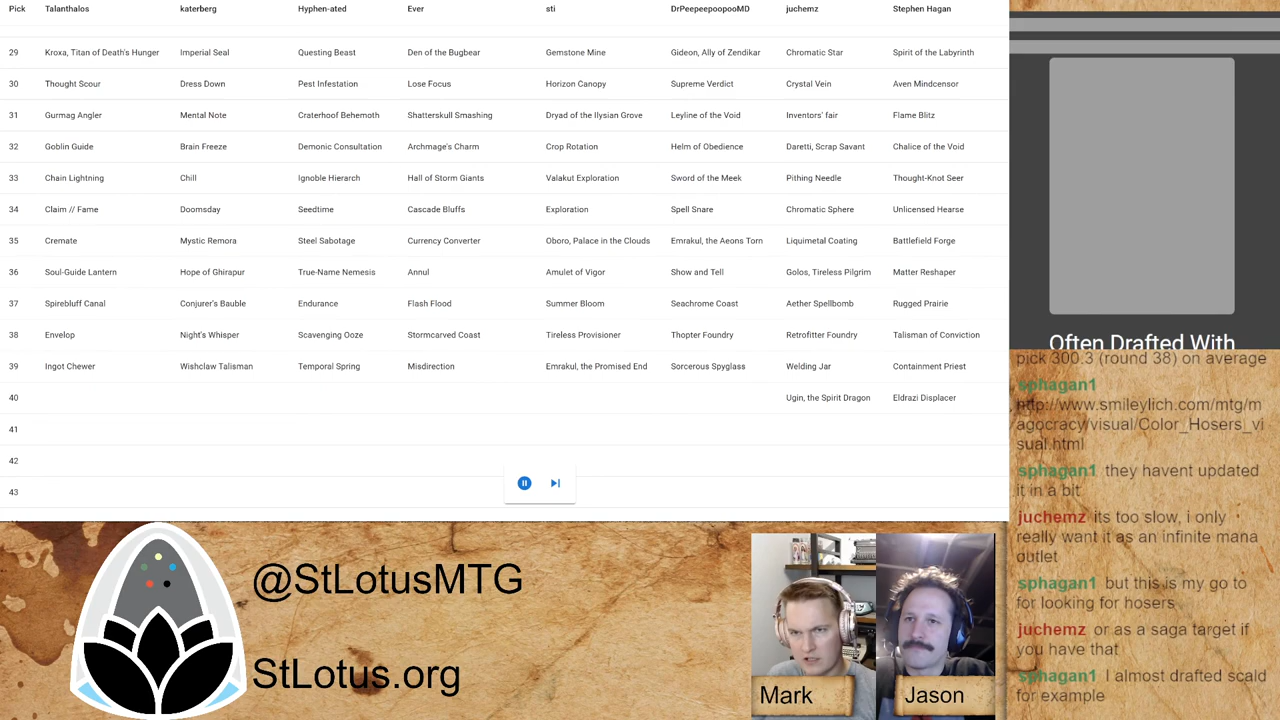 Pick Talanthalos katerberg Hyphen-ated Ever sti DrPeepeepoopooMD juchemz Stephen Hagan
29 Kroxa, Titan of Death's Hunger Imperial Seal Questing Beast Den of the Bugbear Gemstone Mine Gideon, Ally of Zendikar Chromatic Star Spirit of the Labyrinth
30 Thought Scour Dress Down Pest Infestation Lose Focus Horizon Canopy Supreme Verdict Crystal Vein Aven Mindcensor
31 Gurmag Angler Mental Note Craterhoof Behemoth Shatterskull Smashing Dryad of the Ilysian Grove Leyline of the Void Inventors' fair Flame Blitz
32 Goblin Guide Brain Freeze Demonic Consultation Archmage's Charm Crop Rotation Helm of Obedience Daretti, Scrap Savant Chalice of the Void
33 Chain Lightning Chill Ignoble Hierarch Hall of Storm Giants Valakut Exploration Sword of the Meek Pithing Needle Thought-Knot Seer
34 Claim // Fame Doomsday Seedtime Cascade Bluffs Exploration Spell Snare Chromatic Sphere Unlicensed Hearse
35 Cremate Mystic Remora Steel Sabotage Currency Converter Oboro, Palace in the Clouds Emrakul, the Aeons Torn Liquimetal Coating Battlefield Forge
36 Soul-Guide Lantern Hope of Ghirapur True-Name Nemesis Annul Amulet of Vigor Show and Tell Golos, Tireless Pilgrim Matter Reshaper
37 Spirebluff Canal Conjurer's Bauble Endurance Flash Flood Summer Bloom Seachrome Coast Aether Spellbomb Rugged Prairie
38 Envelop Night's Whisper Scavenging Ooze Stormcarved Coast Tireless Provisioner Thopter Foundry Retrofitter Foundry Talisman of Conviction
39 Ingot Chewer Wishclaw Talisman Temporal Spring Misdirection Emrakul, the Promised End Sorcerous Spyglass Welding Jar Containment Priest
40 Ugin, the Spirit Dragon Eldrazi Displacer
41
42
43
Often Drafted With
pick 300.3 (round 38) on average
sphagan1
http://www.smileylich.com/mtg/m
agocracy/visual/Color_Hosers_vi
sual.html
sphagan1 they havent updated
it in a bit
juchemz its too slow, i only
really want it as an infinite mana
outlet
sphagan1 but this is my go to
for looking for hosers
juchemz or as a saga target if
you have that
sphagan1 I almost drafted scald
for example
@StLotusMTG
StLotus.org
Mark
Jason